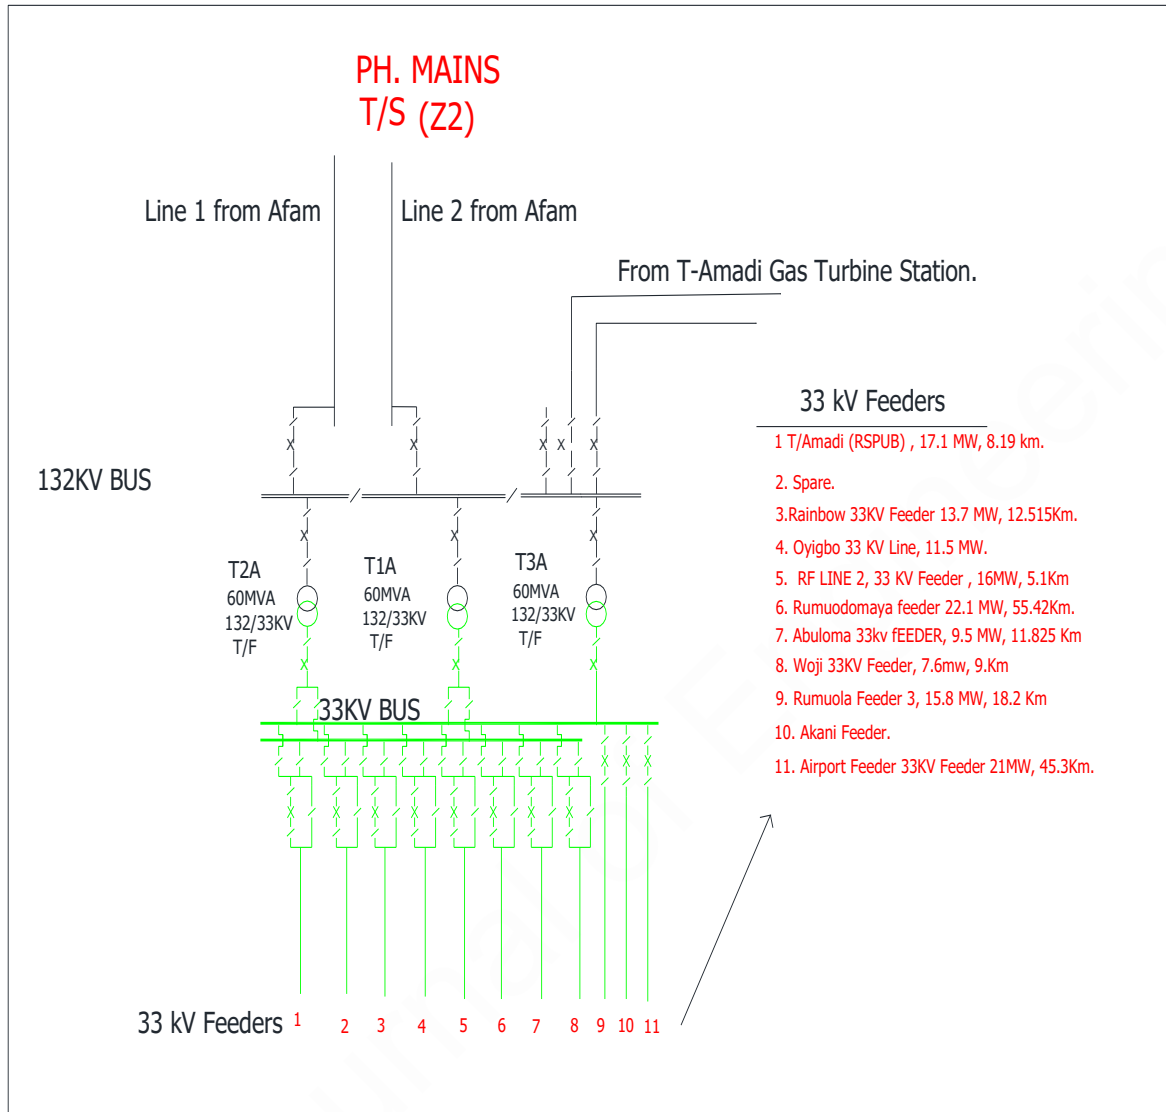 PH. MAINS
T/S (Z2)
Line 1 from Afam
Line 2 from Afam
From T-Amadi Gas Turbine Station.
132KV BUS
T2A
60MVA
132/33KV
T/F
T1A
60MVA
132/33KV
T/F
T3A
60MVA
132/33KV
T/F
33KV BUS
33 kV Feeders
1 T/Amadi (RSPUB) , 17.1 MW, 8.19 km.
2. Spare.
3.Rainbow 33KV Feeder 13.7 MW, 12.515Km.
4. Oyigbo 33 KV Line, 11.5 MW.
5. RF LINE 2, 33 KV Feeder , 16MW, 5.1Km
6. Rumuodomaya feeder 22.1 MW, 55.42Km.
7. Abuloma 33kv fEEDER, 9.5 MW, 11.825 Km
8. Woji 33KV Feeder, 7.6mw, 9.Km
9. Rumuola Feeder 3, 15.8 MW, 18.2 Km
10. Akani Feeder.
11. Airport Feeder 33KV Feeder 21MW, 45.3Km.
33 kV Feeders 1 2 3 4 5 6 7 8 9 10 11